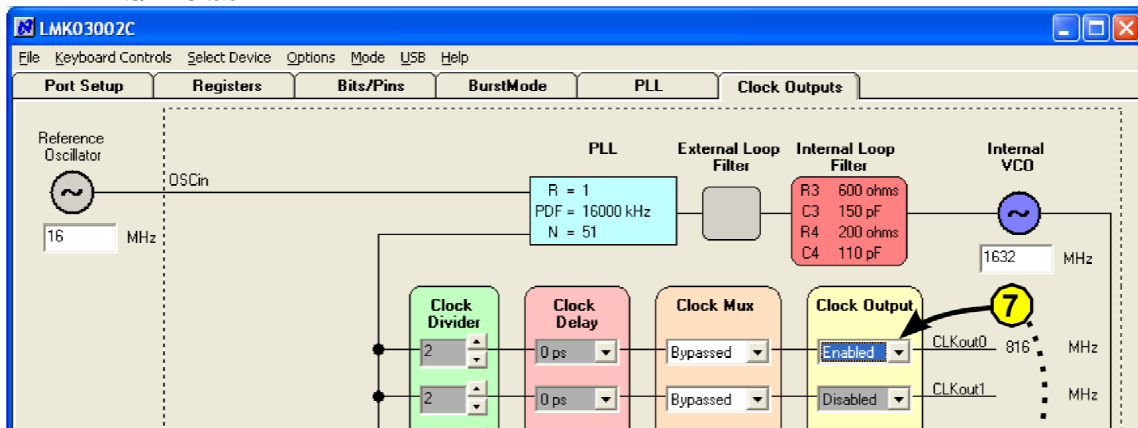 LMK03002C
File Keyboard Controls Select Device Options Mode USB Help
Port Setup Registers Bits/Pins BurstMode PLL Clock Outputs
Reference
Oscillator
OSCin
16 MHz
PLL
R = 1
PDF = 16000 kHz
N = 51
External Loop
Filter
Internal Loop
Filter
R3 600 ohms
C3 150 pF
R4 200 ohms
C4 110 pF
Internal
VCO
1632 MHz
Clock
Divider
Clock
Delay
Clock Mux
Clock Output
7
2 0 ps Bypassed Enabled CLKout0 816 MHz
2 0 ps Bypassed Disabled CLKout1 MHz